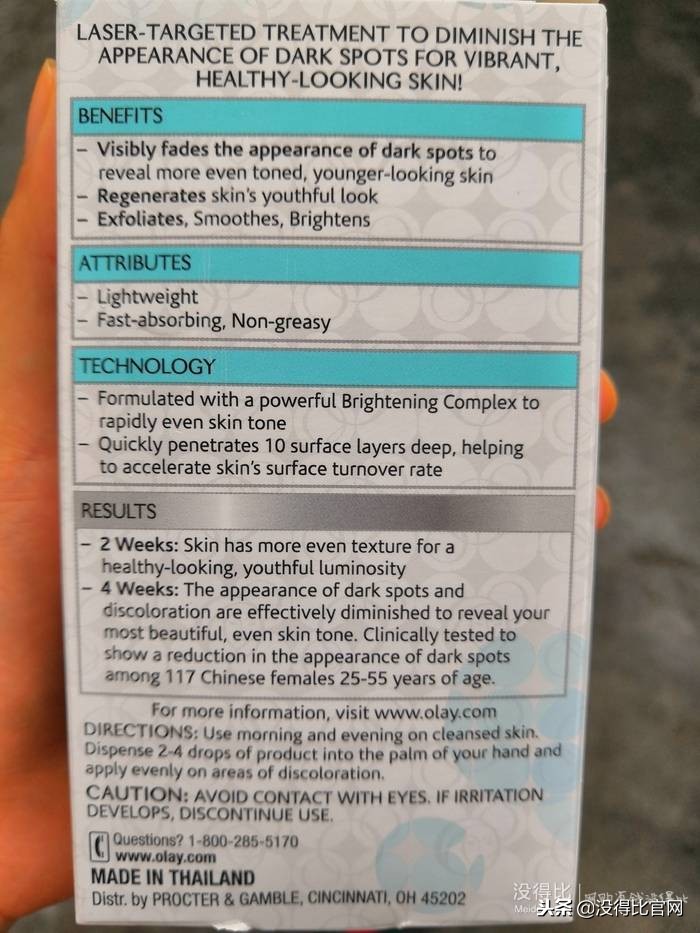 LASER-TARGETED TREATMENT TO DIMINISH THE
APPEARANCE OF DARK SPOTS FOR VIBRANT,
HEALTHY-LOOKING SKIN!
BENEFITS
– Visibly fades the appearance of dark spots to
reveal more even toned, younger-looking skin
– Regenerates skin's youthful look
– Exfoliates, Smoothes, Brightens
ATTRIBUTES
– Lightweight
– Fast-absorbing, Non-greasy
TECHNOLOGY
– Formulated with a powerful Brightening Complex to
rapidly even skin tone
– Quickly penetrates 10 surface layers deep, helping
to accelerate skin's surface turnover rate
RESULTS
– 2 Weeks: Skin has more even texture for a
healthy-looking, youthful luminosity
– 4 Weeks: The appearance of dark spots and
discoloration are effectively diminished to reveal your
most beautiful, even skin tone. Clinically tested to
show a reduction in the appearance of dark spots
among 117 Chinese females 25-55 years of age.
For more information, visit www.olay.com
DIRECTIONS: Use morning and evening on cleansed skin.
Dispense 2-4 drops of product into the palm of your hand and
apply evenly on areas of discoloration.
CAUTION: AVOID CONTACT WITH EYES. IF IRRITATION
DEVELOPS, DISCONTINUE USE.
Questions? 1-800-285-5170
www.olay.com
MADE IN THAILAND
Distr. by PROCTER & GAMBLE, CINCINNATI, OH 45202
没得比
头条 @没得比官网